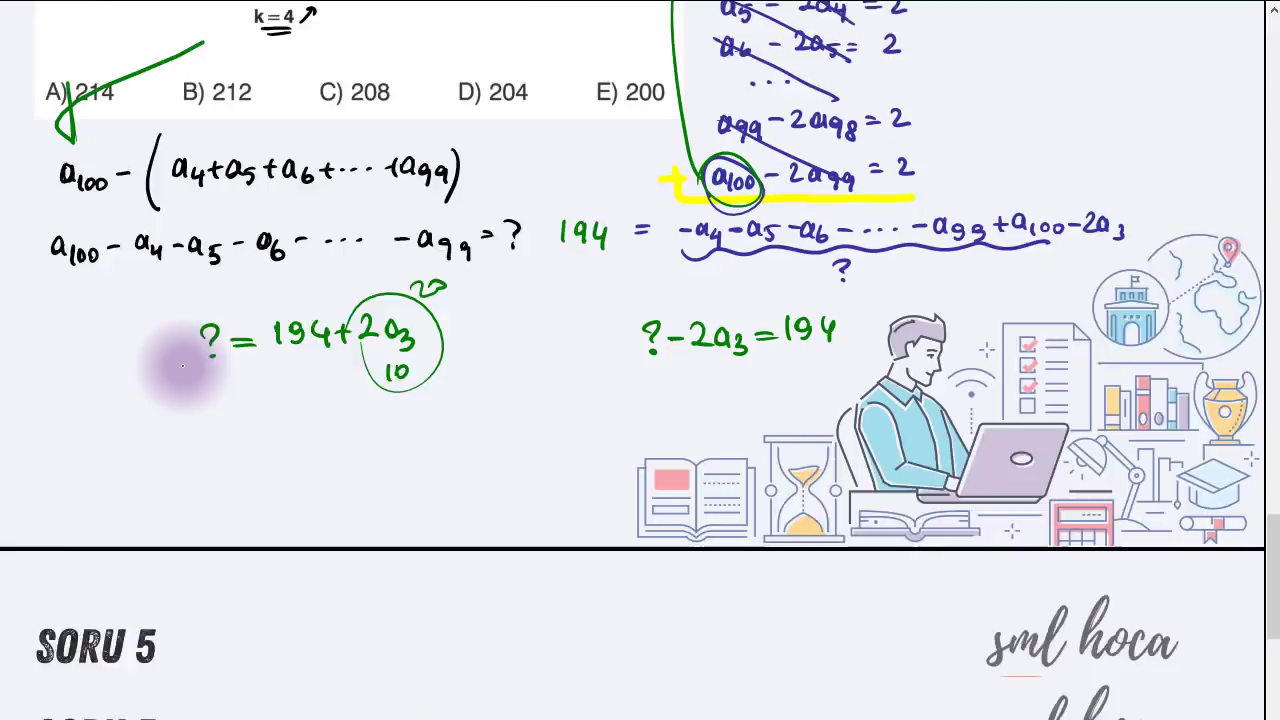 k = 4
A) 214 B) 212 C) 208 D) 204 E) 200
a₁₀₀ - (a₄+a₅+a₆+....+a₉₉)
a₁₀₀ - a₄ - a₅ - a₆ - .... - a₉₉ = ?
? = 194 + 2a₃
20
10
a₅ - 2a₄ = 2
a₆ - 2a₅ = 2
...
a₉₉ - 2a₉₈ = 2
+ a₁₀₀ - 2a₉₉ = 2
194 = -a₄ - a₅ - a₆ - .... - a₉₉ + a₁₀₀ - 2a₃
?
? - 2a₃ = 194
SORU 5
sml hoca